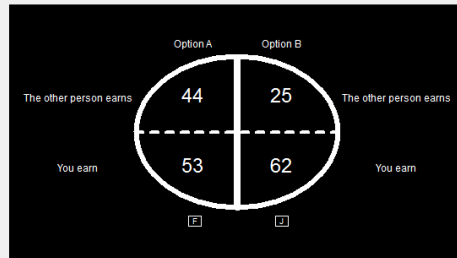 Option A Option B
The other person earns 44 25 The other person earns
You earn 53 62 You earn
F J